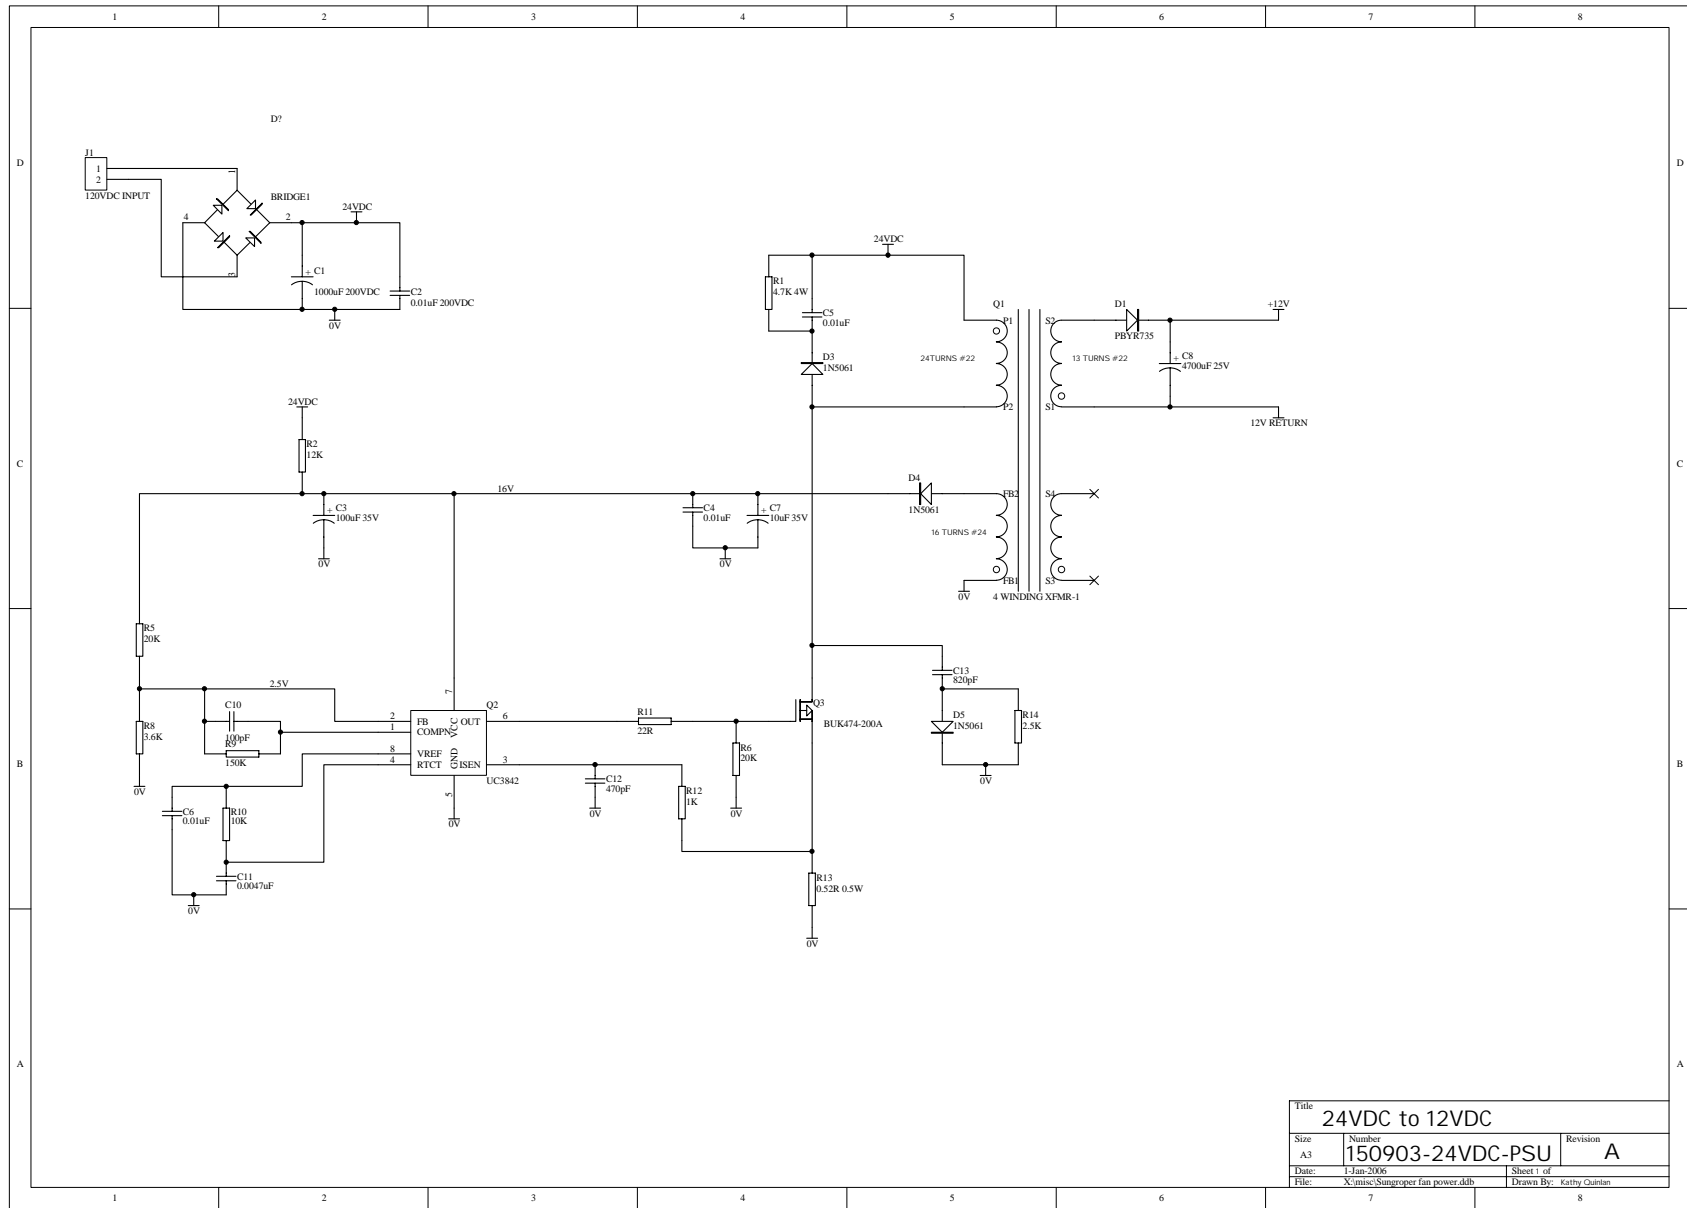 1 2 3 4 5 6 7 8
D?
D
D
J1
1
2
120VDC INPUT
1
BRIDGE1
4
2
3
24VDC
+ C1
1000uF 200VDC
C2
0.01uF 200VDC
0V
24VDC
R1
4.7K 4W
C5
0.01uF
D3
1N5061
Q1
P1
24TURNS #22
P2
S2
13 TURNS #22
S1
D1
PBYR735
+12V
+ C8
4700uF 25V
12V RETURN
24VDC
R2
12K
C
C
16V
+ C3
100uF 35V
0V
C4
0.01uF
+ C7
10uF 35V
0V
D4
1N5061
FB2
16 TURNS #24
FB1
0V
S4
S3
4 WINDING XFMR-1
R5
20K
2.5V
R8
3.6K
0V
C10
100pF
R9
150K
C6
0.01uF
R10
10K
C11
0.0047uF
0V
7
Q2
2
1
8
4
FB
COMPN
VREF
RTCT
VCC
GND
OUT
ISEN
6
3
UC3842
5
0V
R11
22R
C12
470pF
0V
R6
20K
0V
R12
1K
Q3
BUK474-200A
C13
820pF
D5
1N5061
R14
2.5K
0V
R13
0.52R 0.5W
0V
B
B
A
A
Title
24VDC to 12VDC
Size
A3
Number
150903-24VDC-PSU
Revision
A
Date: 1-Jan-2006 Sheet 1 of
File: X:\misc\Sungroper fan power.ddb Drawn By: Kathy Quinlan
1 2 3 4 5 6 7 8